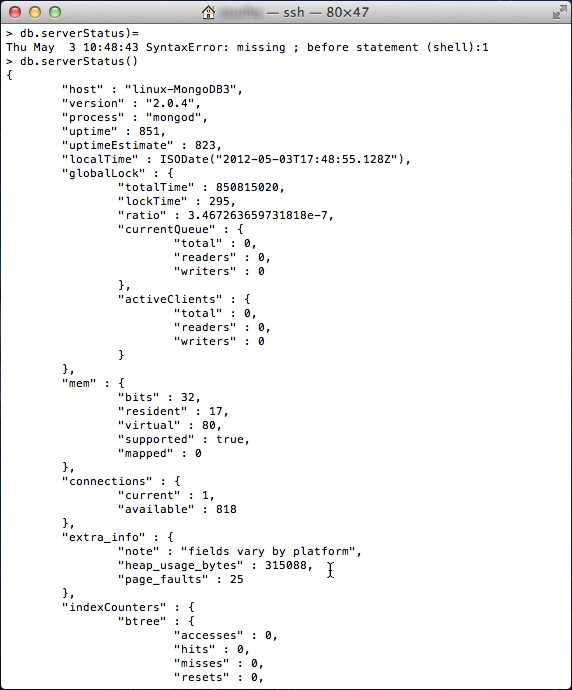 — ssh — 80×47
> db.serverStatus)=
Thu May  3 10:48:43 SyntaxError: missing ; before statement (shell):1
> db.serverStatus()
{
        "host" : "linux-MongoDB3",
        "version" : "2.0.4",
        "process" : "mongod",
        "uptime" : 851,
        "uptimeEstimate" : 823,
        "localTime" : ISODate("2012-05-03T17:48:55.128Z"),
        "globalLock" : {
                "totalTime" : 850815020,
                "lockTime" : 295,
                "ratio" : 3.467263659731818e-7,
                "currentQueue" : {
                        "total" : 0,
                        "readers" : 0,
                        "writers" : 0
                },
                "activeClients" : {
                        "total" : 0,
                        "readers" : 0,
                        "writers" : 0
                }
        },
        "mem" : {
                "bits" : 32,
                "resident" : 17,
                "virtual" : 80,
                "supported" : true,
                "mapped" : 0
        },
        "connections" : {
                "current" : 1,
                "available" : 818
        },
        "extra_info" : {
                "note" : "fields vary by platform",
                "heap_usage_bytes" : 315088,
                "page_faults" : 25
        },
        "indexCounters" : {
                "btree" : {
                        "accesses" : 0,
                        "hits" : 0,
                        "misses" : 0,
                        "resets" : 0,